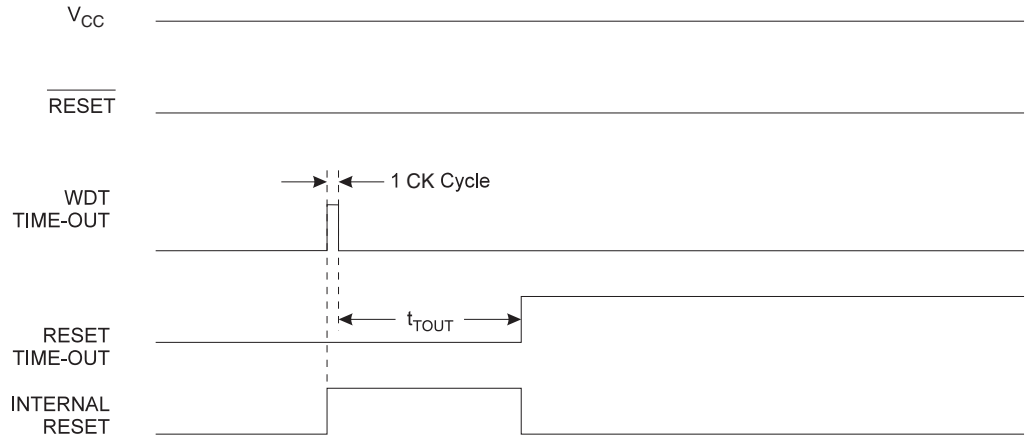 VCC
RESET
WDT
TIME-OUT
1 CK Cycle
RESET
TIME-OUT
tTOUT
INTERNAL
RESET